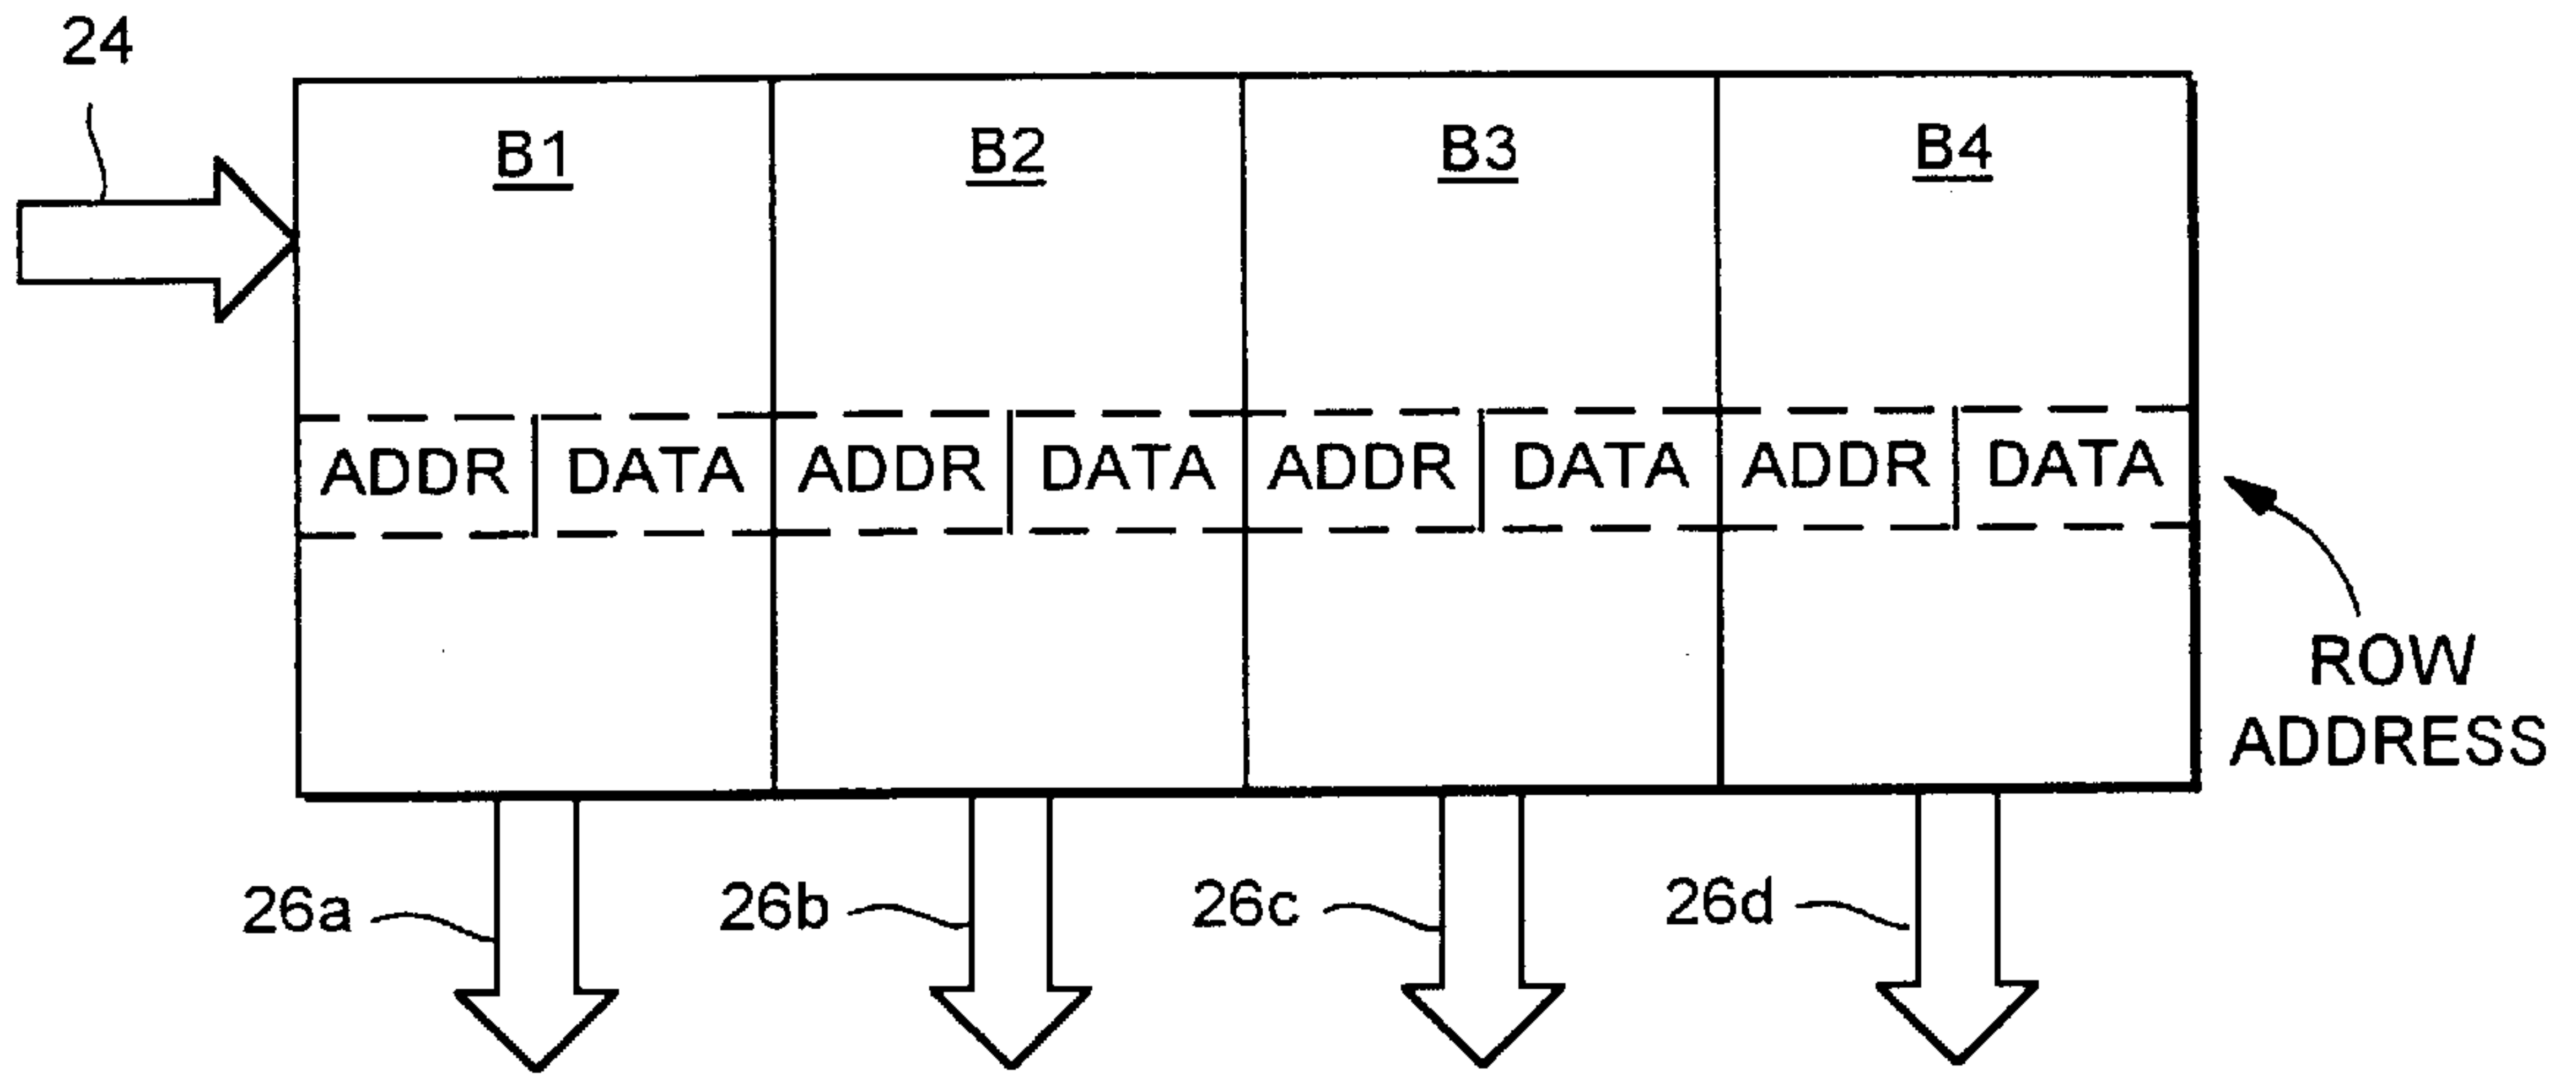 24
B1 B2 B3 B4
ADDR DATA ADDR DATA ADDR DATA ADDR DATA
ROW
ADDRESS
26a 26b 26c 26d